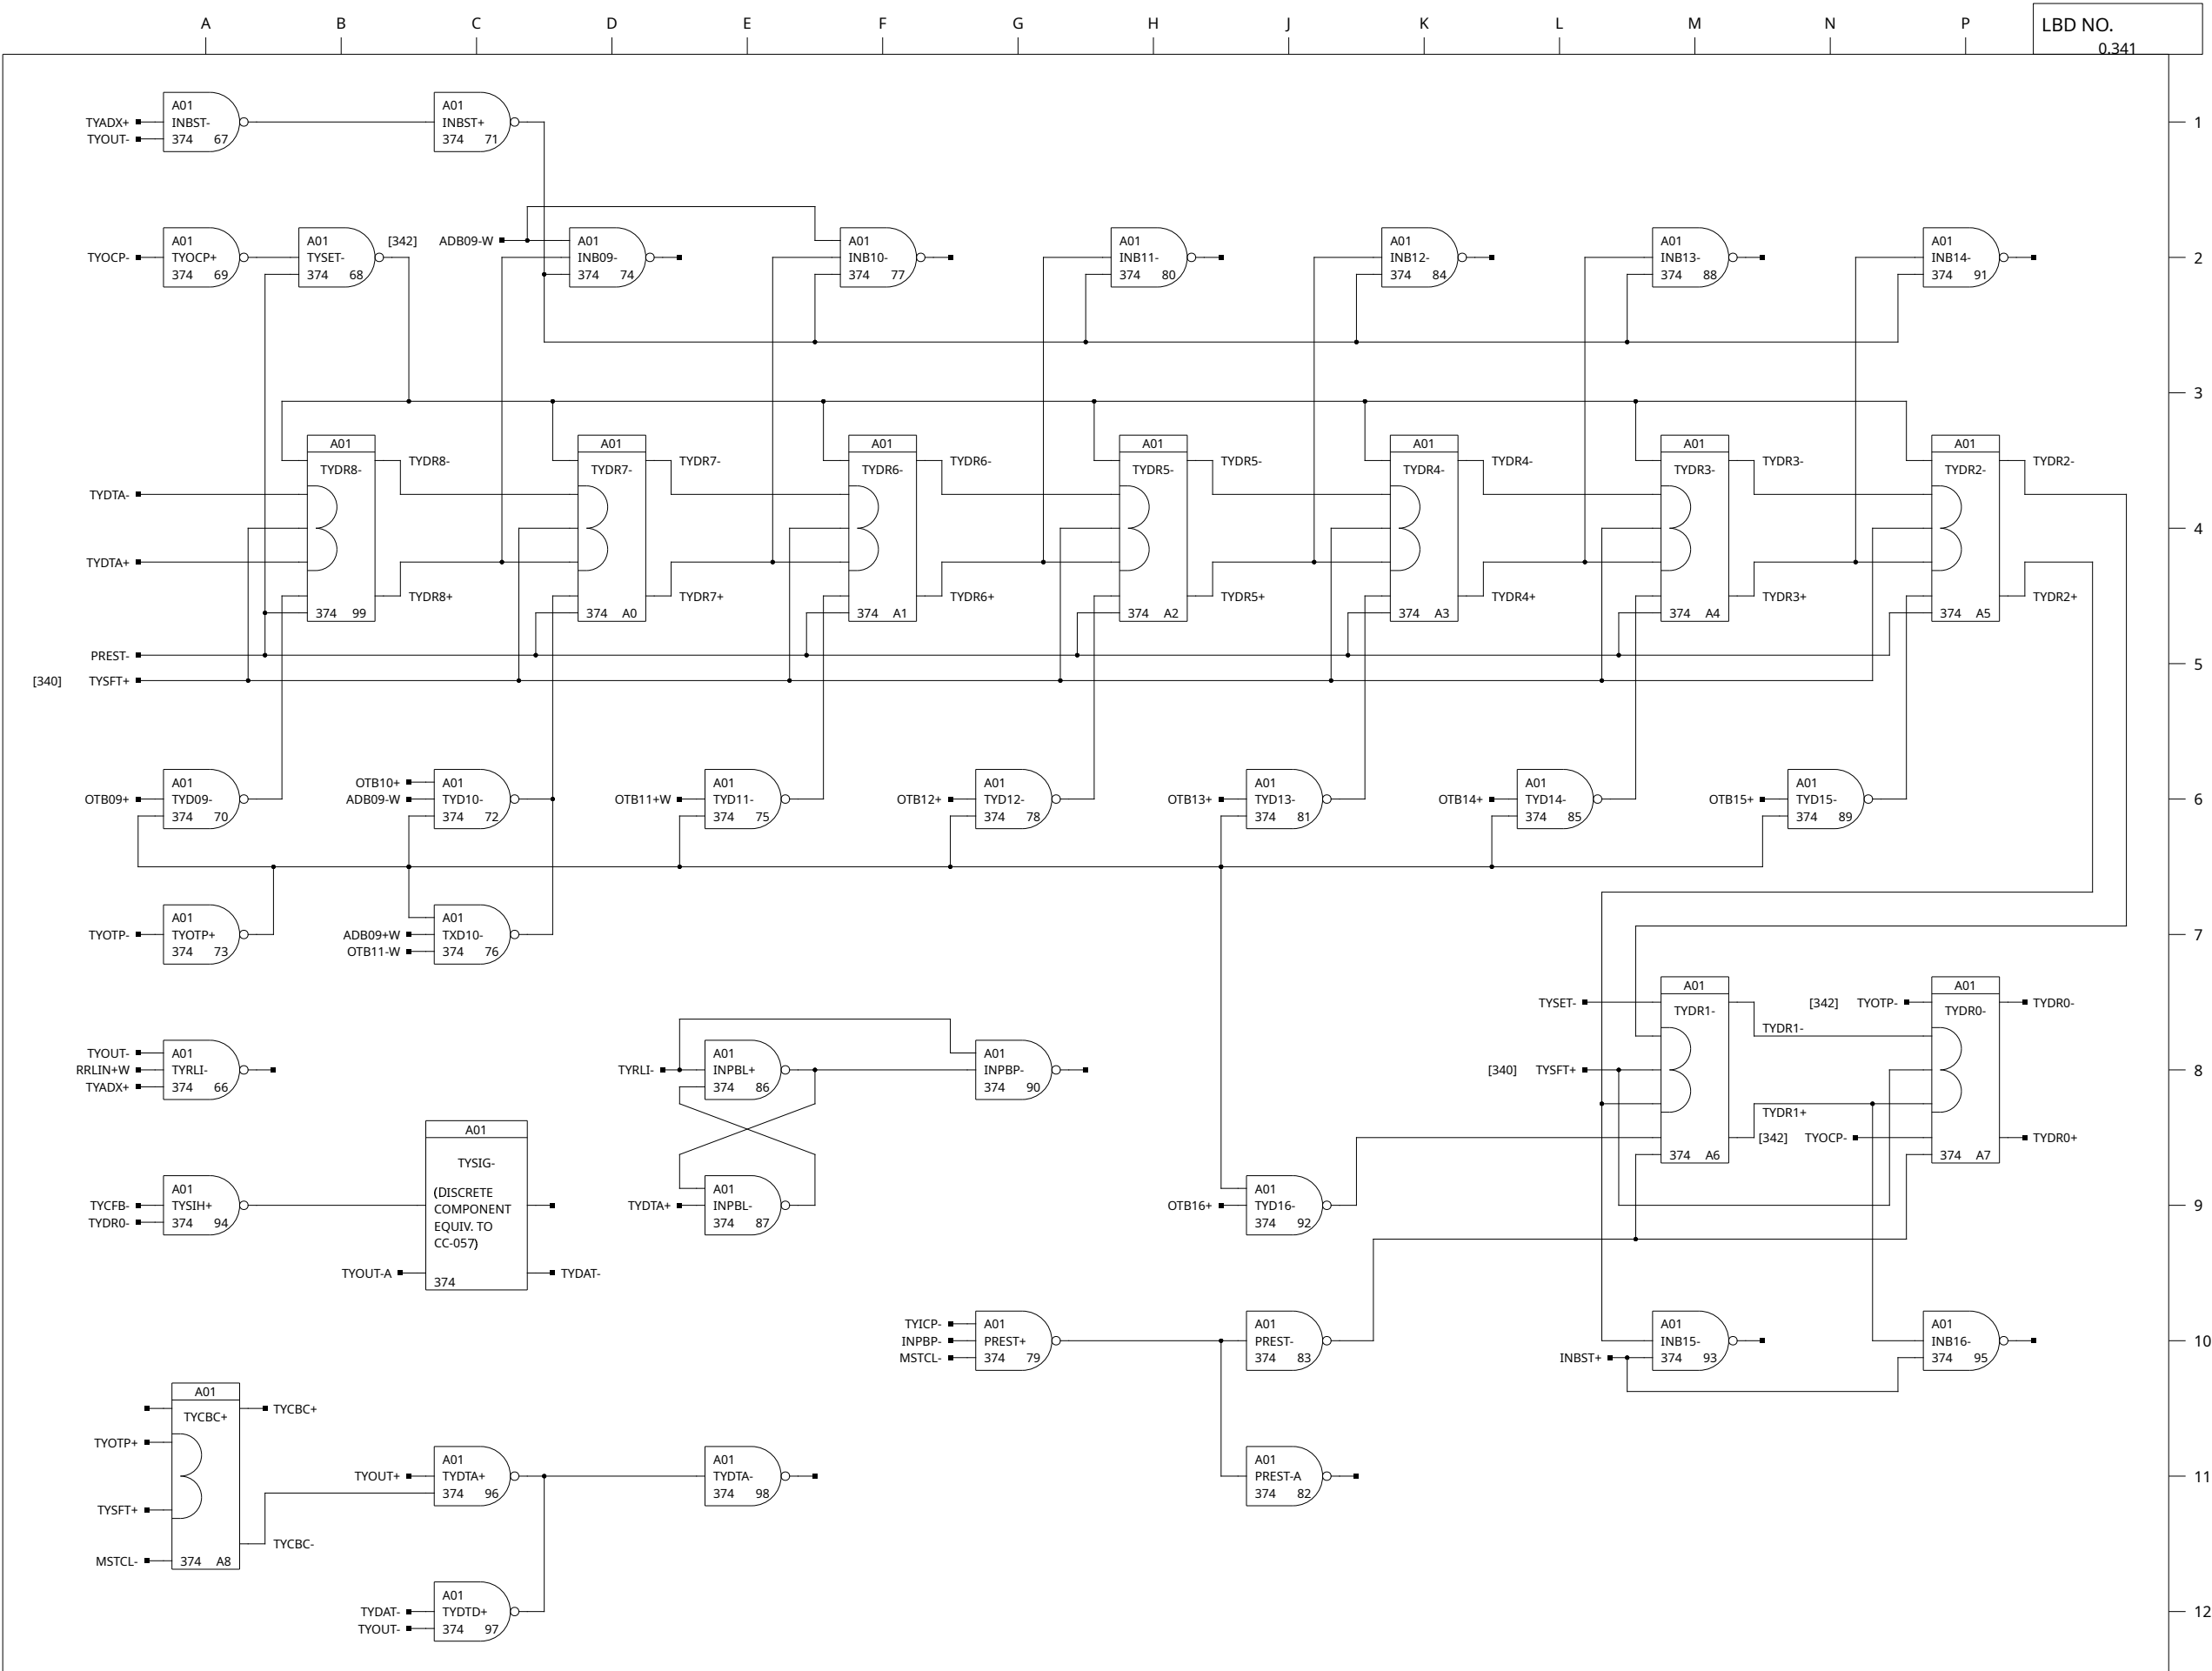 A B C D E F G H J K L M N P
LBD NO.
0.341
A01
TYADX+ INBST-
TYOUT- 374 67
A01
INBST+
374 71
1
TYOCP-
A01
TYOCP+
374 69
A01
TYSET-
374 68
[342]
ADB09-W
A01
INB09-
374 74
A01
INB10-
374 77
A01
INB11-
374 80
A01
INB12-
374 84
A01
INB13-
374 88
A01
INB14-
374 91
2
3
A01
TYDR8-
374 99
TYDR8-
TYDR8+
A01
TYDR7-
374 A0
TYDR7-
TYDR7+
A01
TYDR6-
374 A1
TYDR6-
TYDR6+
A01
TYDR5-
374 A2
TYDR5-
TYDR5+
A01
TYDR4-
374 A3
TYDR4-
TYDR4+
A01
TYDR3-
374 A4
TYDR3-
TYDR3+
A01
TYDR2-
374 A5
TYDR2-
TYDR2+
TYDTA-
TYDTA+
4
PREST-
[340] TYSFT+
5
OTB09+
A01
TYD09-
374 70
OTB10+
ADB09-W
A01
TYD10-
374 72
OTB11+W
A01
TYD11-
374 75
OTB12+
A01
TYD12-
374 78
OTB13+
A01
TYD13-
374 81
OTB14+
A01
TYD14-
374 85
OTB15+
A01
TYD15-
374 89
6
TYOTP-
A01
TYOTP+
374 73
ADB09+W
OTB11-W
A01
TXD10-
374 76
7
TYOUT-
RRLIN+W
TYADX+
A01
TYRLI-
374 66
TYRLI-
A01
INPBL+
374 86
A01
INPBP-
374 90
TYSET-
[340] TYSFT+
A01
TYDR1-
374 A6
TYDR1-
TYDR1+
[342] TYOTP-
[342] TYOCP-
A01
TYDR0-
374 A7
TYDR0-
TYDR0+
8
TYCFB-
TYDR0-
A01
TYSIH+
374 94
A01
TYSIG-
(DISCRETE
COMPONENT
EQUIV. TO
CC-057)
374
TYOUT-A
TYDAT-
TYDTA+
A01
INPBL-
374 87
OTB16+
A01
TYD16-
374 92
9
TYICP-
INPBP-
MSTCL-
A01
PREST+
374 79
A01
PREST-
374 83
INBST+
A01
INB15-
374 93
A01
INB16-
374 95
10
TYOTP+
TYSFT+
MSTCL-
A01
TYCBC+
374 A8
TYCBC+
TYCBC-
TYOUT+
A01
TYDTA+
374 96
A01
TYDTA-
374 98
A01
PREST-A
374 82
11
TYDAT-
TYOUT-
A01
TYDTD+
374 97
12